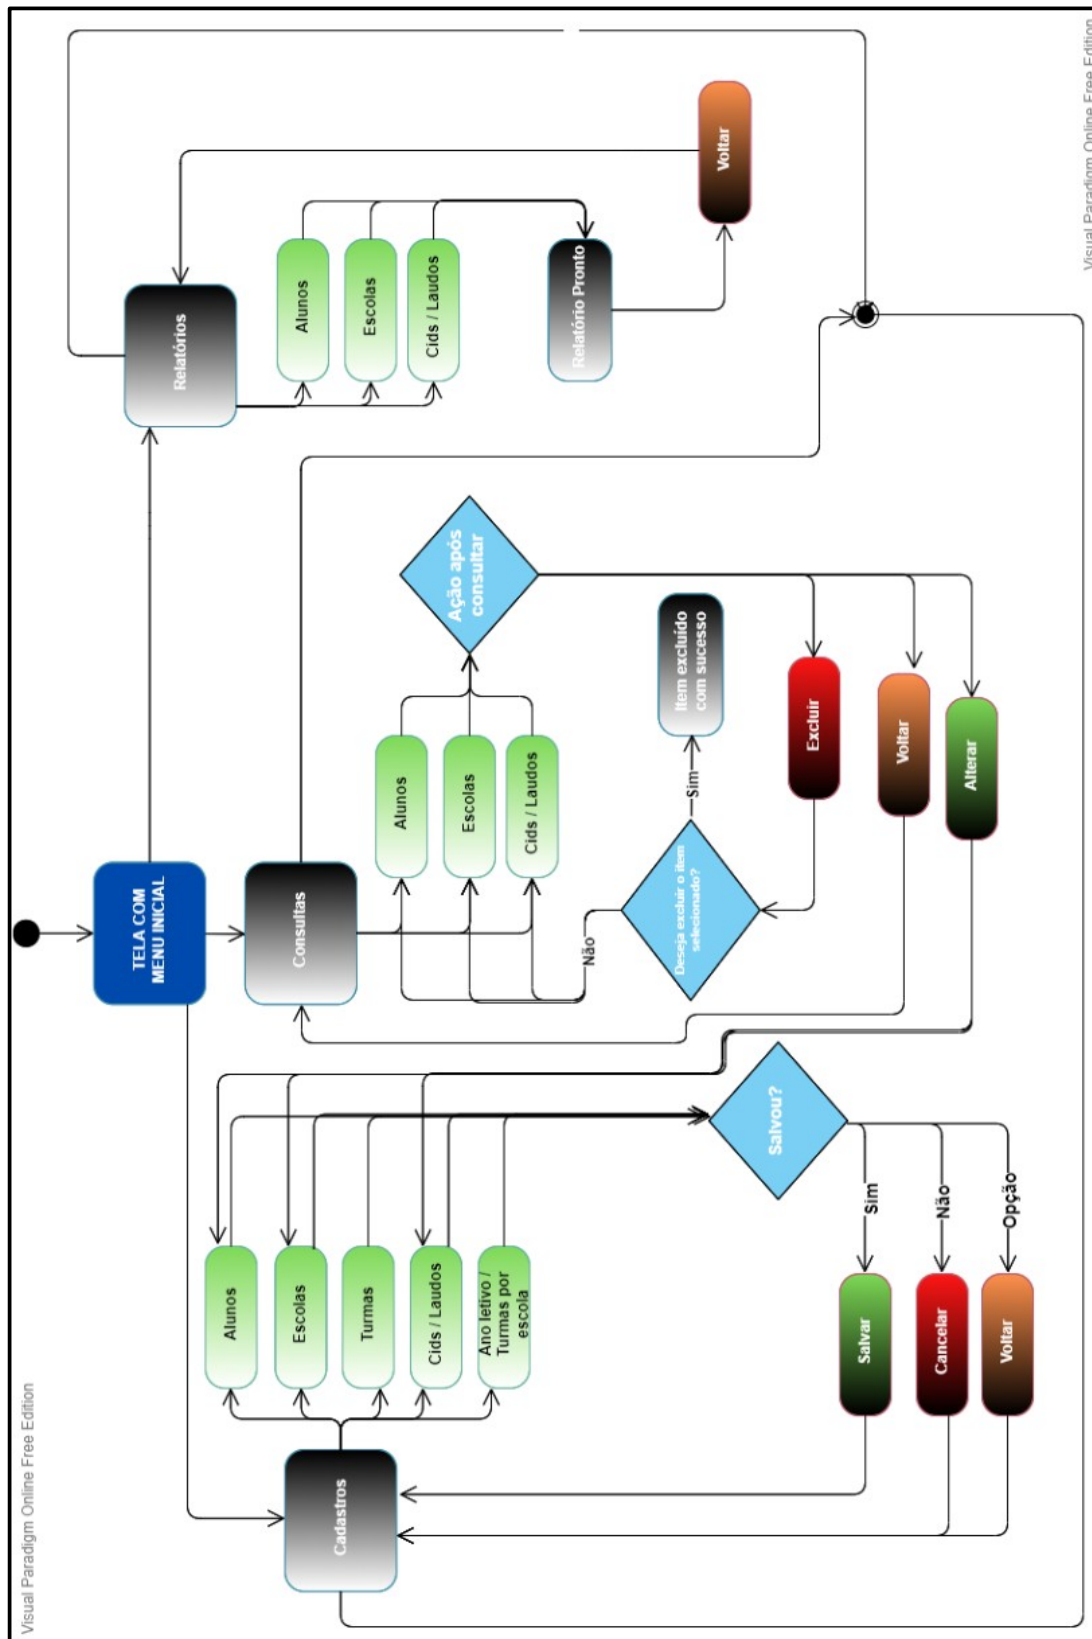 Visual Paradigm Online Free Edition
TELA COM
MENU INICIAL
Cadastros
Alunos
Escolas
Turmas
Cids / Laudos
Ano letivo /
Turmas por
escola
Salvou?
Sim
Não
Opção
Salvar
Cancelar
Voltar
Consultas
Alunos
Escolas
Cids / Laudos
Ação após
consultar
Não
Deseja excluir o item
selecionado?
Sim
Item excluído
com sucesso
Excluir
Voltar
Alterar
Relatórios
Alunos
Escolas
Cids / Laudos
Relatório Pronto
Voltar
Visual Paradigm Online Free Edition